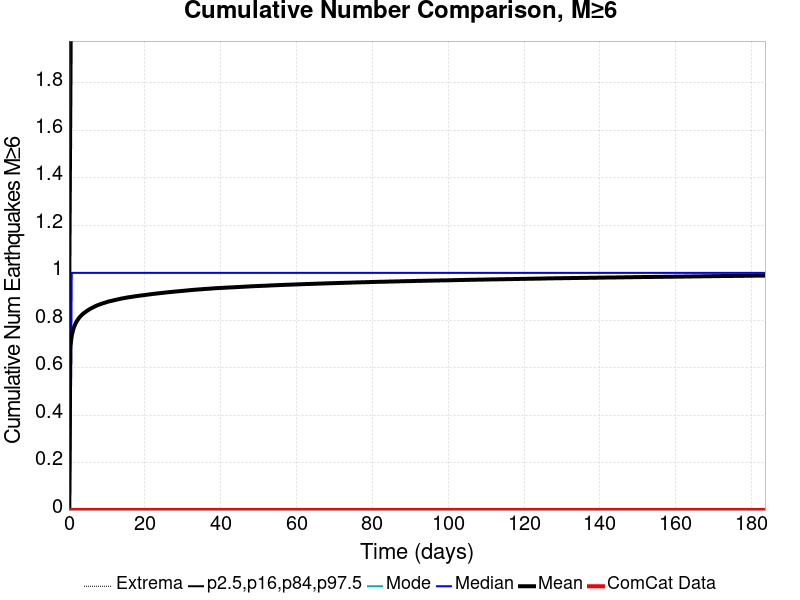 Cumulative Number Comparison, M≥6
Cumulative Num Earthquakes M≥6
1.8
1.6
1.4
1.2
1
0.8
0.6
0.4
0.2
0
0 20 40 60 80 100 120 140 160 180
Time (days)
Extrema p2.5,p16,p84,p97.5 Mode Median Mean ComCat Data